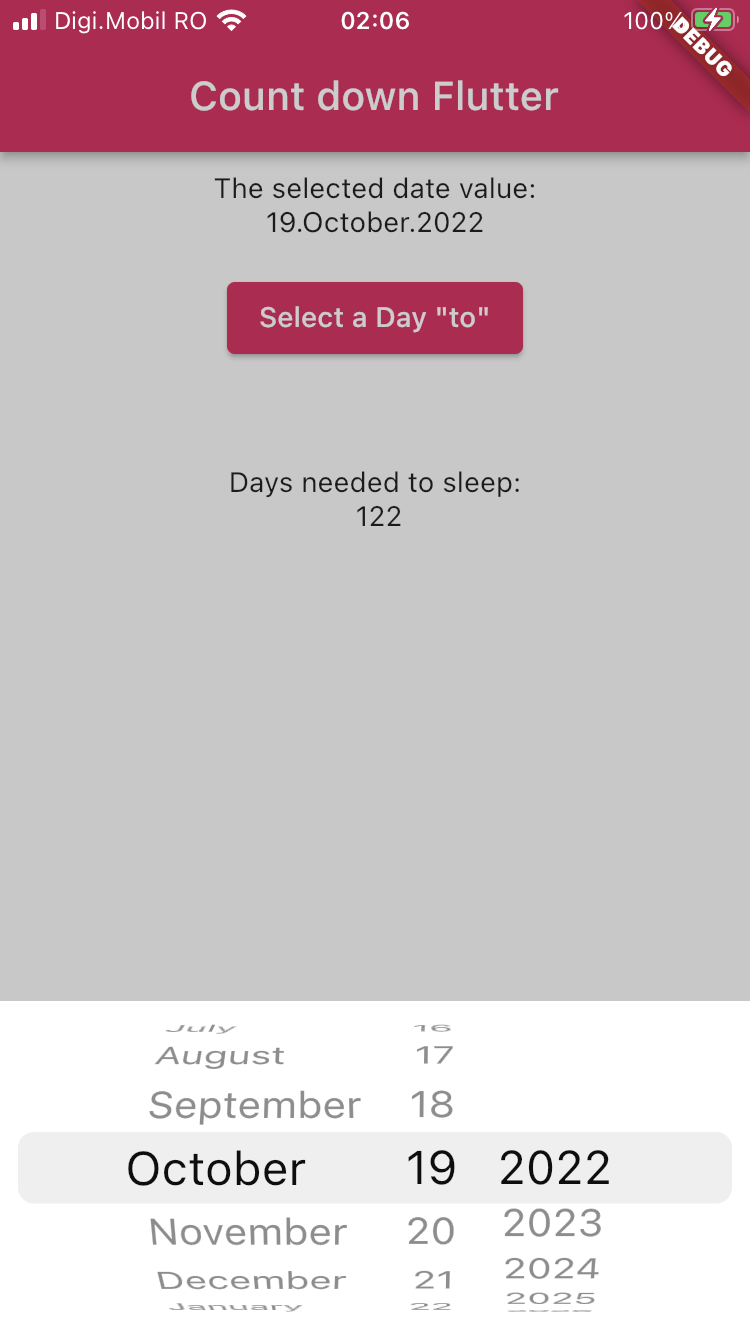 Digi.Mobil RO 02:06 100%
DEBUG
Count down Flutter
The selected date value:
19.October.2022
Select a Day "to"
Days needed to sleep:
122
July 16
August 17
September 18
October 19 2022
November 20 2023
December 21 2024
January 22 2025